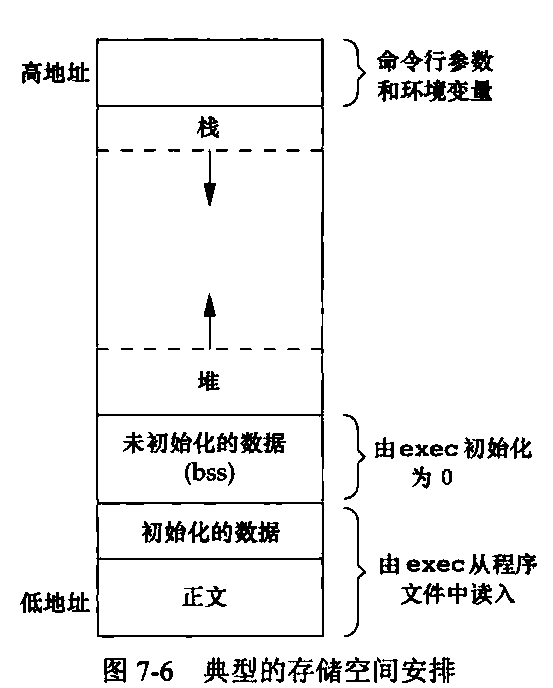 高地址
命令行参数
和环境变量
栈
堆
未初始化的数据
(bss)
由exec初始化
为 0
初始化的数据
由exec从程序
文件中读入
低地址
正文
图 7-6 典型的存储空间安排